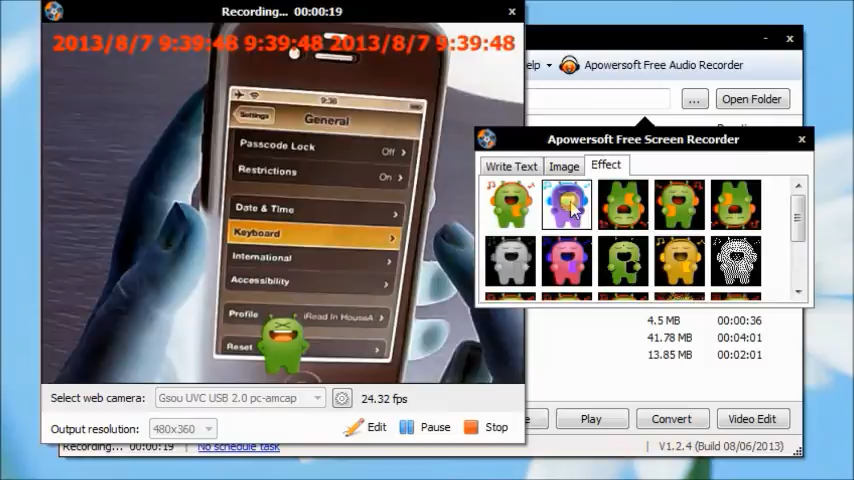 Recording... 00:00:19
2013/8/7 9:39:48 9:39:48 2013/8/7 9:39:48
9:38
Settings
General
Passcode Lock Off
Restrictions On
Date & Time
Keyboard
International
Accessibility
Profile iRead In HouseA
Reset
Select web camera: Gsou UVC USB 2.0 pc-amcap 24.32 fps
Output resolution: 480x360 Edit Pause Stop
elp Apowersoft Free Audio Recorder
... Open Folder
Apowersoft Free Screen Recorder
Write Text Image Effect
4.5 MB 00:00:36
41.78 MB 00:04:01
13.85 MB 00:02:01
Play Convert Video Edit
Recording... 00:00:19 No schedule task V1.2.4 (Build 08/06/2013)